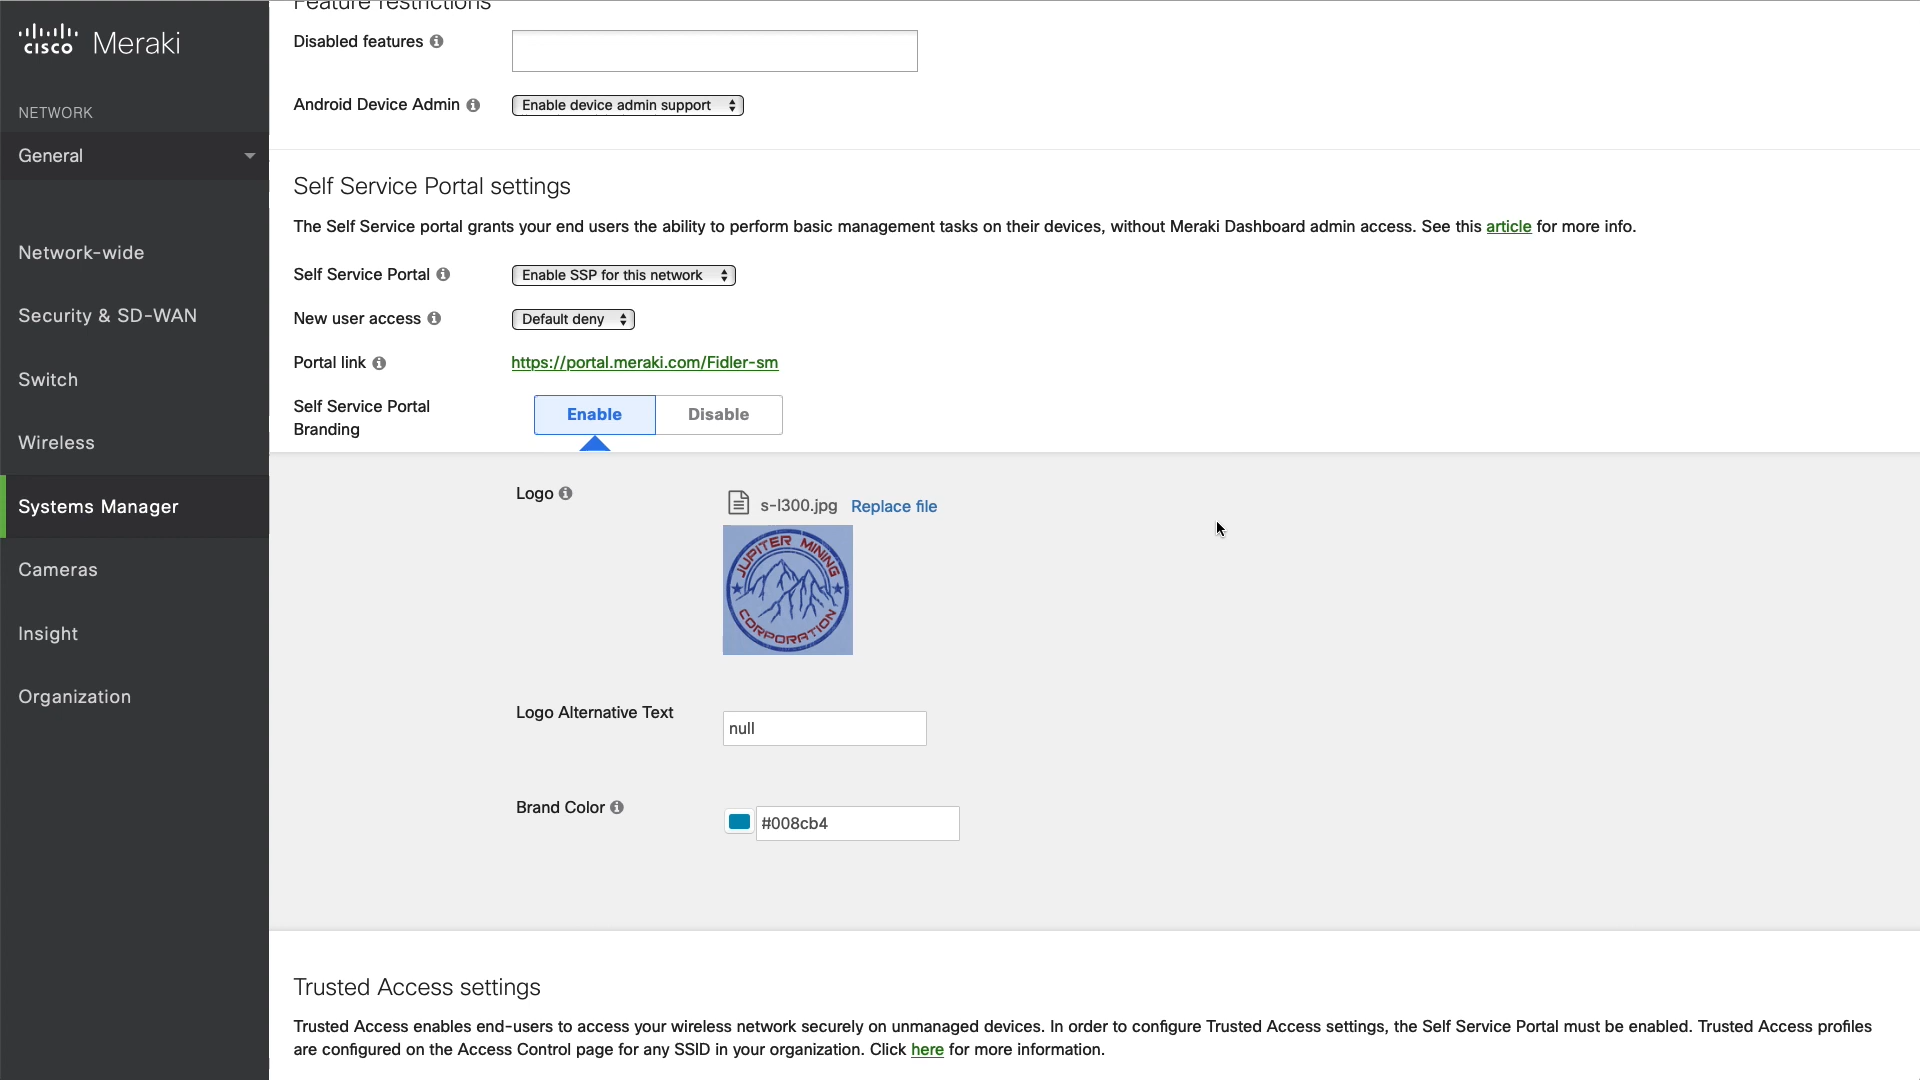 Feature restrictions
cisco Meraki
NETWORK
General
Network-wide
Security & SD-WAN
Switch
Wireless
Systems Manager
Cameras
Insight
Organization
Disabled features
Android Device Admin
Enable device admin support
Self Service Portal settings
The Self Service portal grants your end users the ability to perform basic management tasks on their devices, without Meraki Dashboard admin access. See this article for more info.
Self Service Portal
Enable SSP for this network
New user access
Default deny
Portal link
https://portal.meraki.com/Fidler-sm
Self Service Portal
Branding
Enable
Disable
Logo
s-l300.jpg Replace file
JUPITER MINING
CORPORATION
Logo Alternative Text
null
Brand Color
#008cb4
Trusted Access settings
Trusted Access enables end-users to access your wireless network securely on unmanaged devices. In order to configure Trusted Access settings, the Self Service Portal must be enabled. Trusted Access profiles
are configured on the Access Control page for any SSID in your organization. Click here for more information.